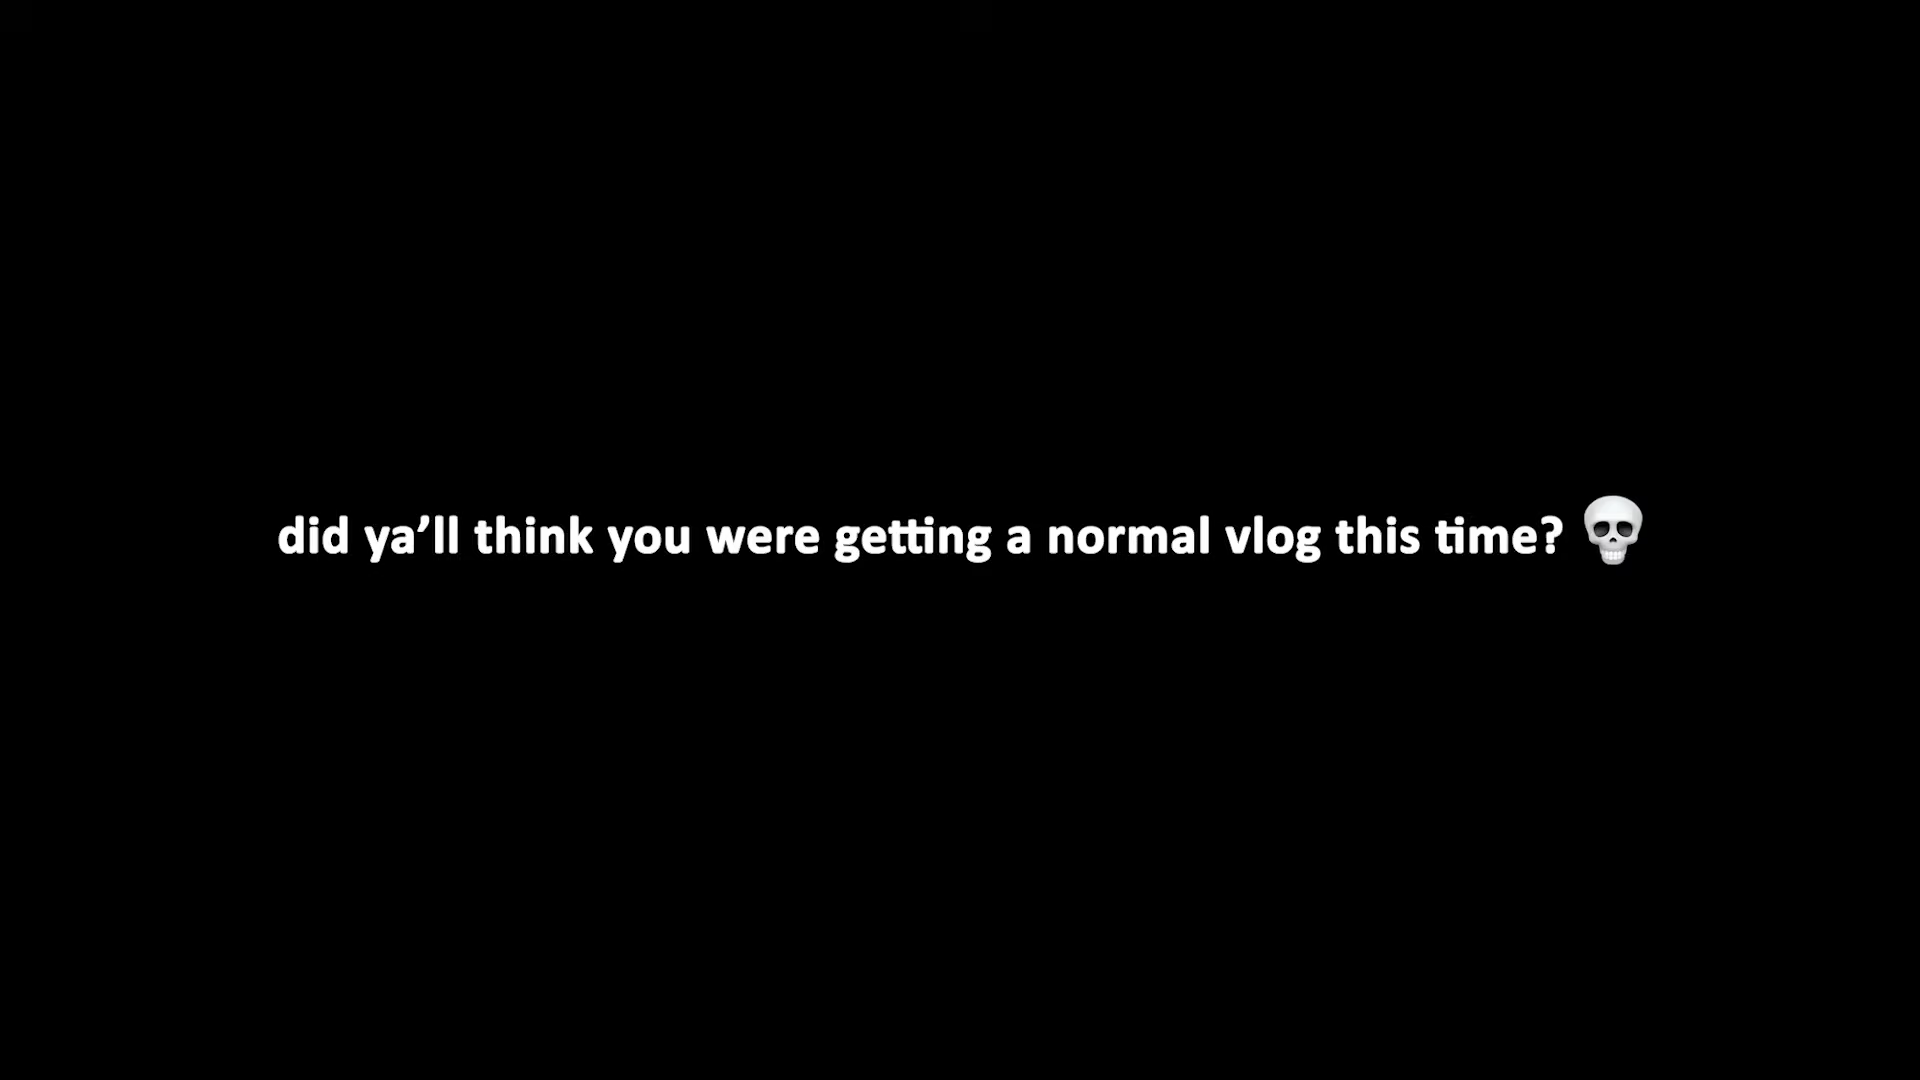 did ya’ll think you were getting a normal vlog this time? 💀